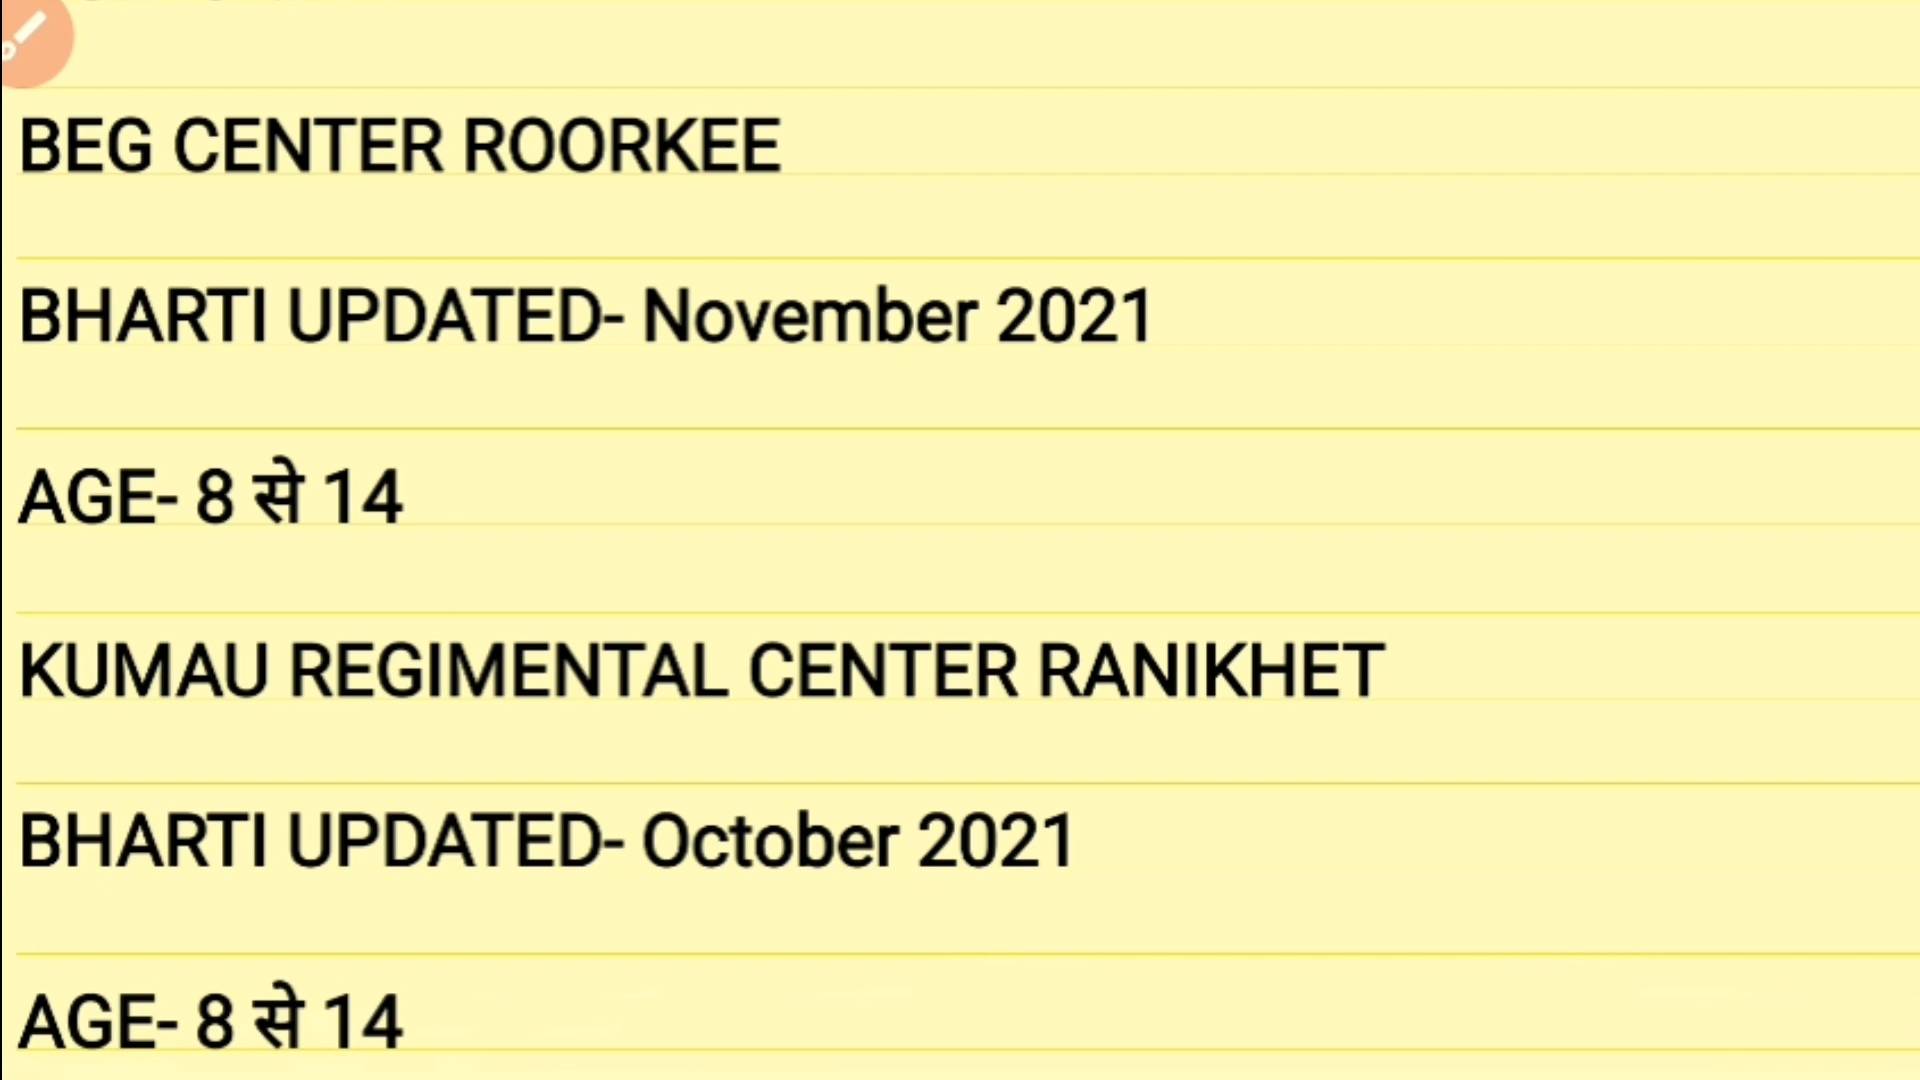 BEG CENTER ROORKEE
BHARTI UPDATED- November 2021
AGE- 8 से 14
KUMAU REGIMENTAL CENTER RANIKHET
BHARTI UPDATED- October 2021
AGE- 8 से 14